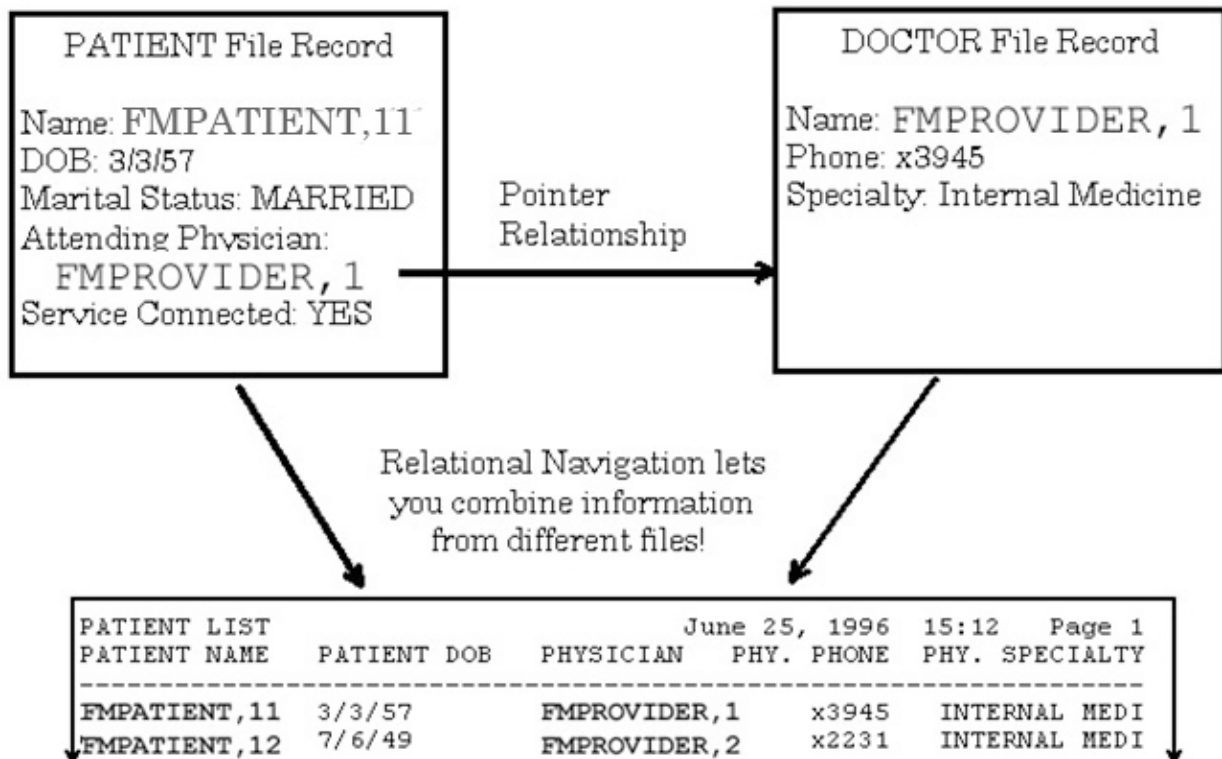 PATIENT File Record
Name: FMPATIENT,11
DOB: 3/3/57
Marital Status: MARRIED
Attending Physician:
FMPROVIDER,1
Service Connected: YES
Pointer
Relationship
DOCTOR File Record
Name: FMPROVIDER,1
Phone: x3945
Specialty: Internal Medicine
Relational Navigation lets
you combine information
from different files!
PATIENT LIST June 25, 1996 15:12 Page 1
PATIENT NAME PATIENT DOB PHYSICIAN PHY. PHONE PHY. SPECIALTY
--------------------------------------------------------------------------------
FMPATIENT,11 3/3/57 FMPROVIDER,1 x3945 INTERNAL MEDI
FMPATIENT,12 7/6/49 FMPROVIDER,2 x2231 INTERNAL MEDI